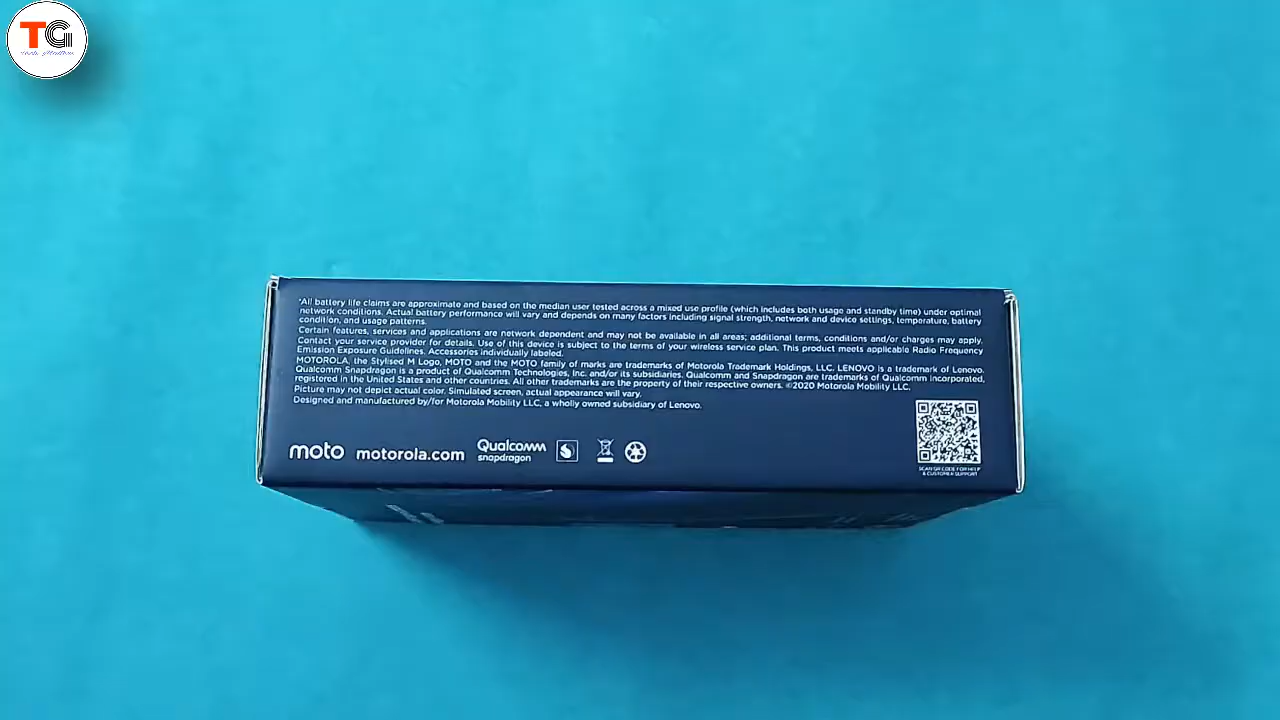 TG
*All battery life claims are approximate and based on the median user tested across a mixed use profile (which includes both usage and standby time) under optimal
network conditions. Actual battery performance will vary and depends on many factors including signal strength, network and device settings, temperature, battery
condition, and usage patterns.
Certain features, services and applications are network dependent and may not be available in all areas; additional terms, conditions and/or charges may apply.
Contact your service provider for details. Use of this device is subject to the terms of your wireless service plan. This product meets applicable Radio Frequency
Emission Exposure Guidelines. Accessories individually labeled.
MOTOROLA, the Stylised M Logo, MOTO and the MOTO family of marks are trademarks of Motorola Trademark Holdings, LLC. LENOVO is a trademark of Lenovo.
Qualcomm Snapdragon is a product of Qualcomm Technologies, Inc. and/or its subsidiaries. Qualcomm and Snapdragon are trademarks of Qualcomm Incorporated,
registered in the United States and other countries. All other trademarks are the property of their respective owners. ©2020 Motorola Mobility LLC.
Picture may not depict actual color. Simulated screen, actual appearance will vary.
Designed and manufactured by/for Motorola Mobility LLC, a wholly owned subsidiary of Lenovo.
moto motorola.com Qualcomm
snapdragon
SCAN QR CODE FOR HELP
& CUSTOMER SUPPORT